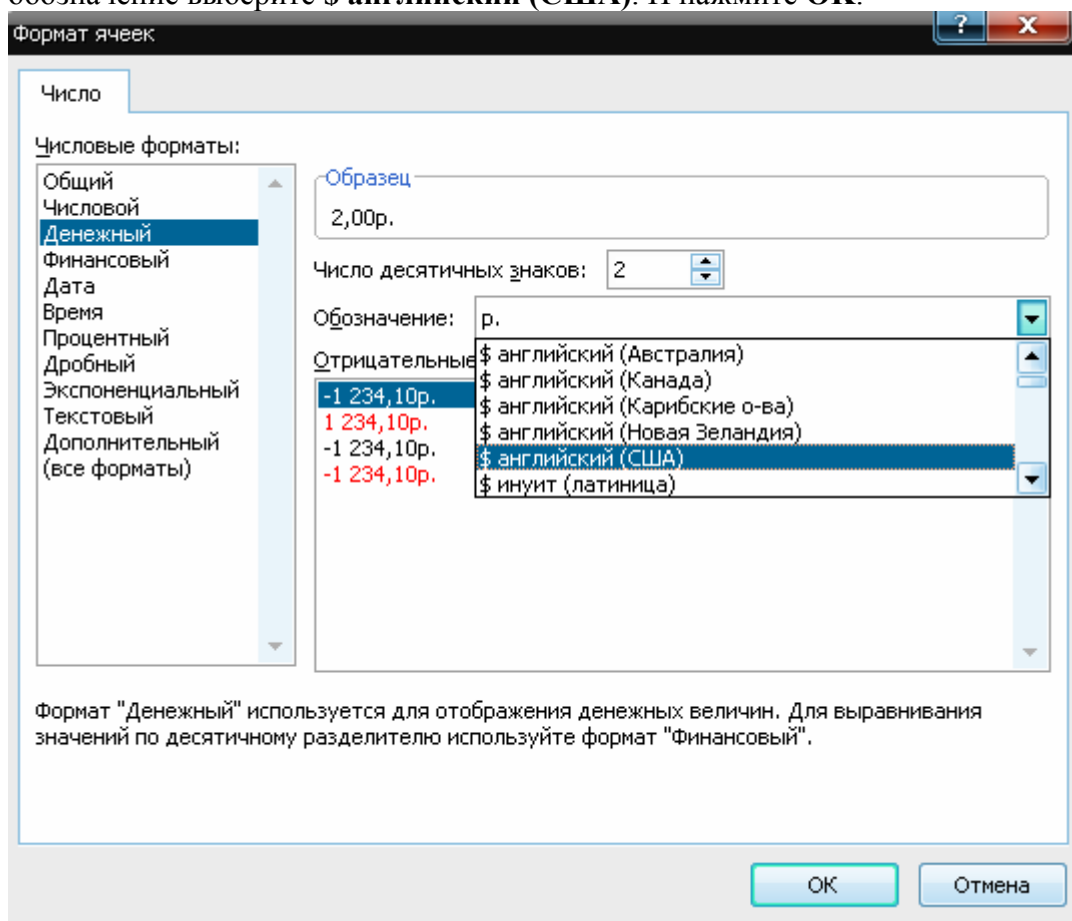 обозначение выберите $ английский (США). И нажмите ОК.
Формат ячеек
?
X
Число
Числовые форматы:
Общий
Числовой
Денежный
Финансовый
Дата
Время
Процентный
Дробный
Экспоненциальный
Текстовый
Дополнительный
(все форматы)
Образец
2,00р.
Число десятичных знаков: 2
Обозначение: р.
$ английский (Австралия)
$ английский (Канада)
$ английский (Карибские о-ва)
$ английский (Новая Зеландия)
$ английский (США)
$ инуит (латиница)
Отрицательные
-1 234,10р.
1 234,10р.
-1 234,10р.
-1 234,10р.
Формат "Денежный" используется для отображения денежных величин. Для выравнивания
значений по десятичному разделителю используйте формат "Финансовый".
ОК
Отмена